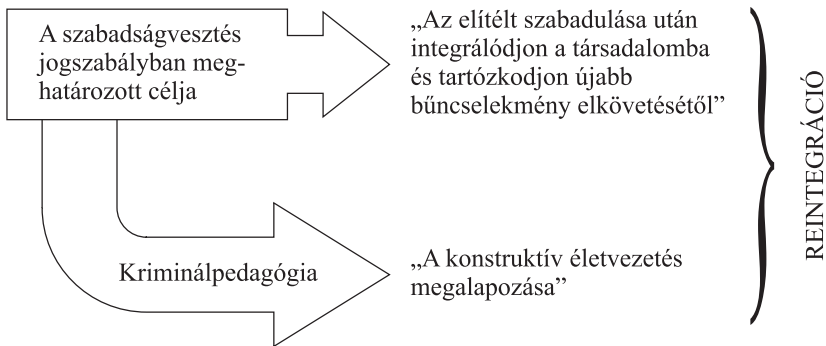 A szabadságvesztés
jogszabályban meg-
határozott célja
„Az elítélt szabadulása után
integrálódjon a társadalomba
és tartózkodjon újabb
bűncselekmény elkövetésétől”
Kriminálpedagógia
„A konstruktív életvezetés
megalapozása”
REINTEGRÁCIÓ